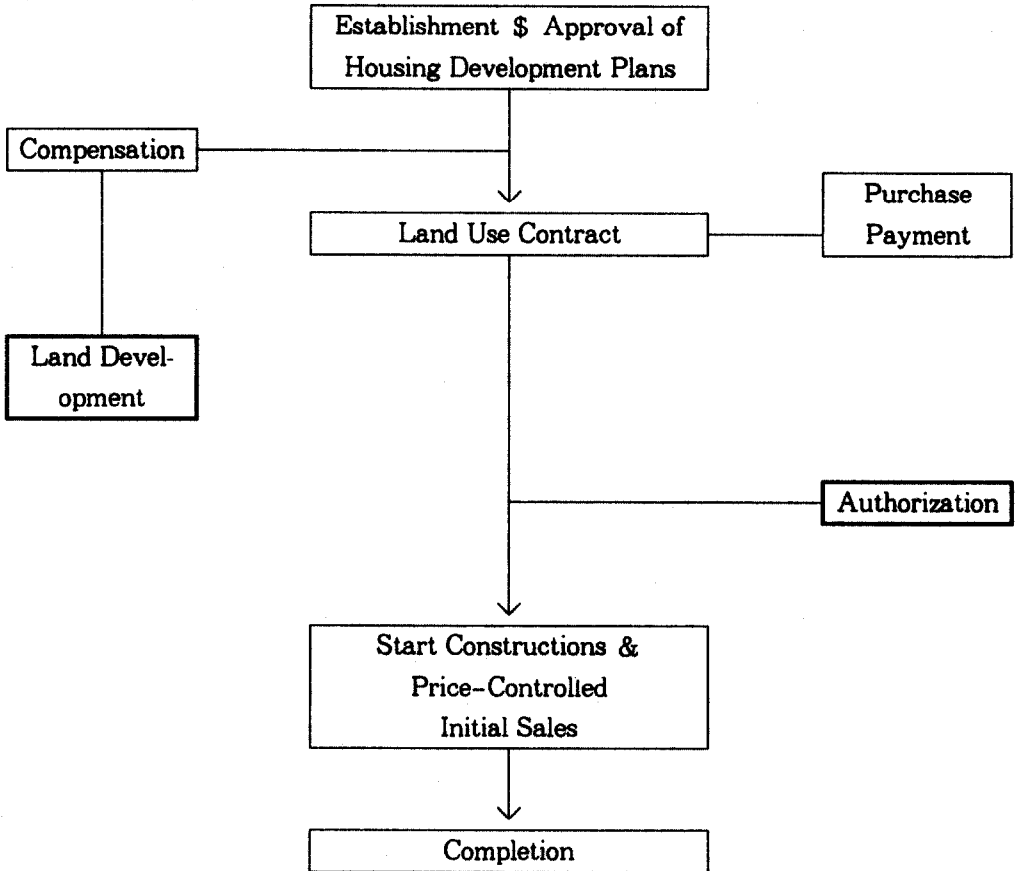 Establishment $ Approval of
Housing Development Plans
Compensation
Purchase
Payment
Land Use Contract
Land Devel-
opment
Authorization
Start Constructions &
Price-Controlled
Initial Sales
Completion